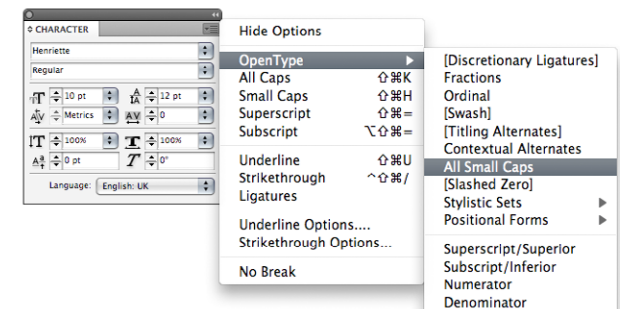 CHARACTER
Henriette
Regular
10 pt
12 pt
Metrics
0
100%
100%
0 pt
0°
Language: English: UK
Hide Options
OpenType
All Caps ⇧⌘K
Small Caps ⇧⌘H
Superscript ⇧⌘=
Subscript ⌥⇧⌘=
Underline ⇧⌘U
Strikethrough ^⇧⌘/
Ligatures
Underline Options....
Strikethrough Options...
No Break
[Discretionary Ligatures]
Fractions
Ordinal
[Swash]
[Titling Alternates]
Contextual Alternates
All Small Caps
[Slashed Zero]
Stylistic Sets
Positional Forms
Superscript/Superior
Subscript/Inferior
Numerator
Denominator